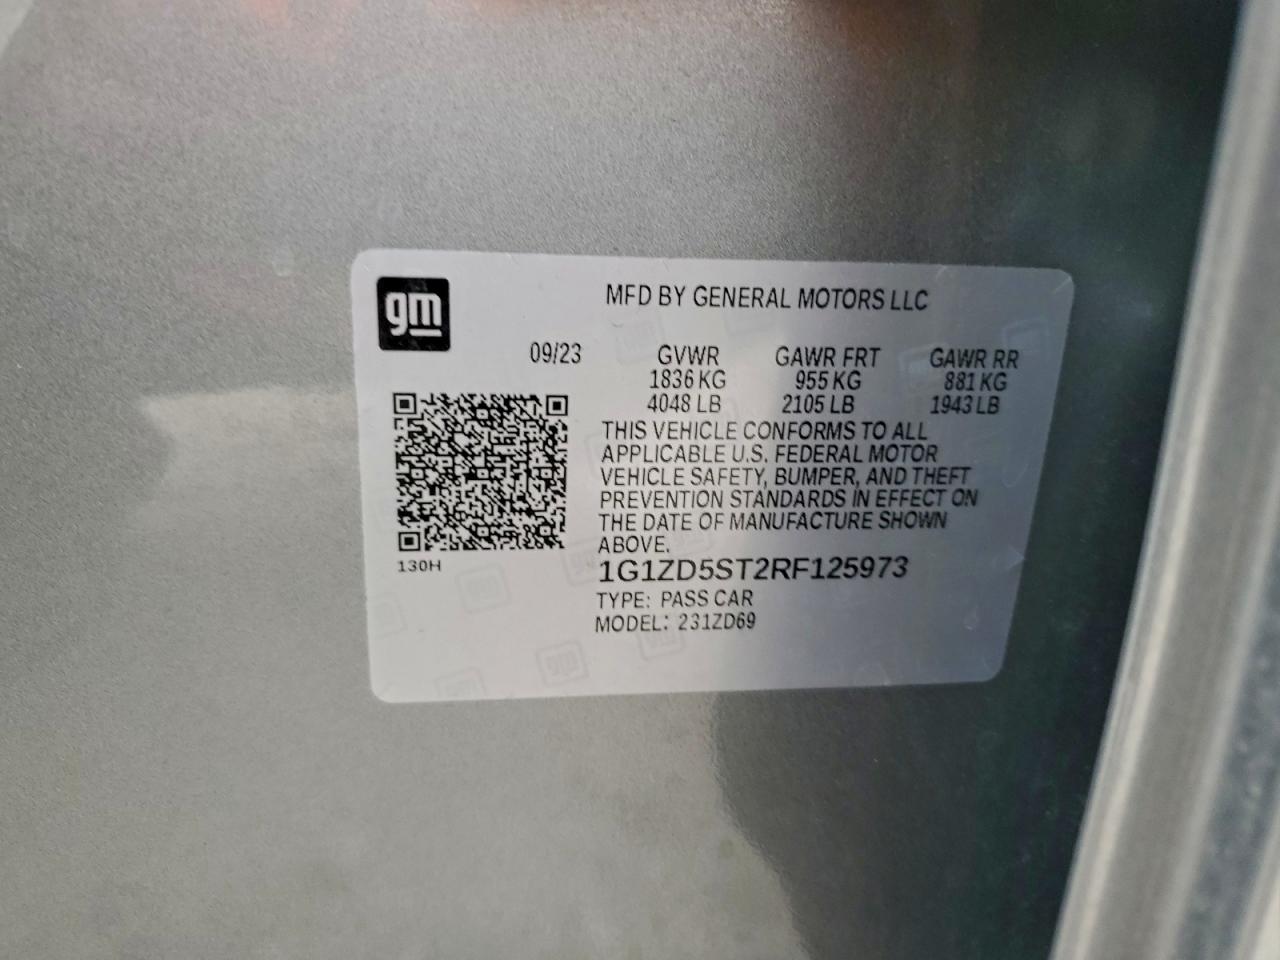 gm
MFD BY GENERAL MOTORS LLC
09/23 GVWR GAWR FRT GAWR RR
1836 KG 955 KG 881 KG
4048 LB 2105 LB 1943 LB
THIS VEHICLE CONFORMS TO ALL
APPLICABLE U.S. FEDERAL MOTOR
VEHICLE SAFETY, BUMPER, AND THEFT
PREVENTION STANDARDS IN EFFECT ON
THE DATE OF MANUFACTURE SHOWN
ABOVE.
130H
1G1ZD5ST2RF125973
TYPE: PASS CAR
MODEL: 231ZD69